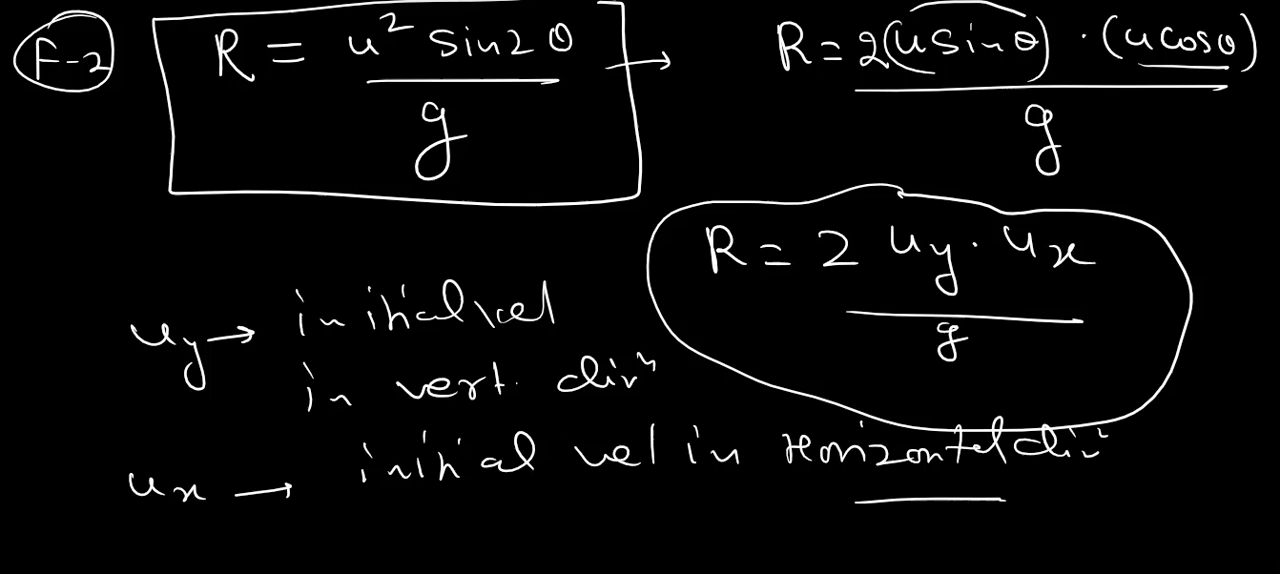 F-2
R = u² sin2θ / g → R = 2(u sinθ) · (u cosθ) / g
R = 2 uy · ux / g
uy → initial vel
in vert. dirⁿ
ux → initial vel in Horizontal dirⁿ